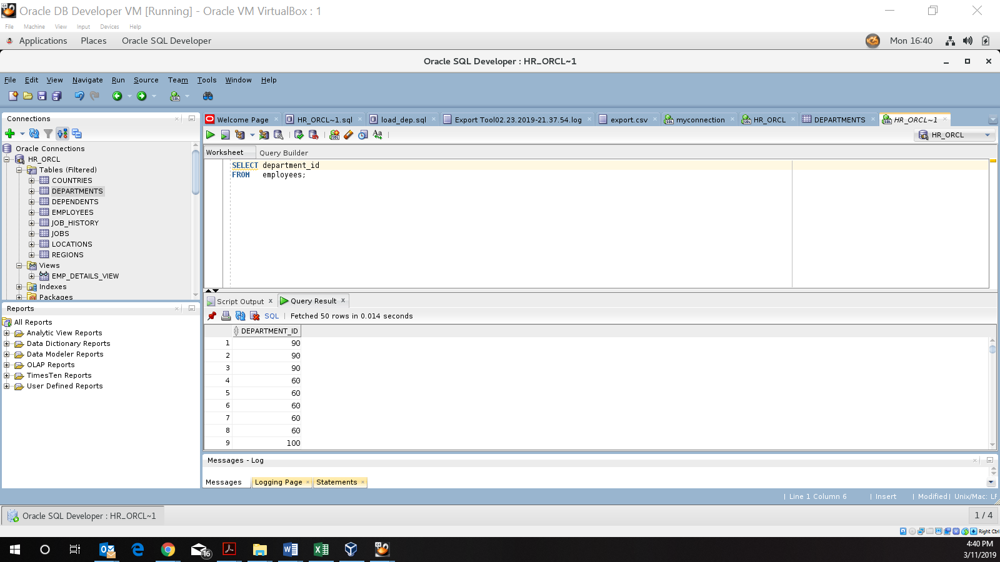 Oracle DB Developer VM [Running] - Oracle VM VirtualBox : 1
File Machine View Input Devices Help
Applications Places Oracle SQL Developer Mon 16:40
Oracle SQL Developer : HR_ORCL~1
File Edit View Navigate Run Source Team Tools Window Help
Connections
Welcome Page HR_ORCL~1.sql load_dep.sql Export Tool02.23.2019-21.37.54.log export.csv myconnection HR_ORCL DEPARTMENTS HR_ORCL~1
HR_ORCL
Oracle Connections
HR_ORCL
Tables (Filtered)
COUNTRIES
DEPARTMENTS
DEPENDENTS
EMPLOYEES
JOB_HISTORY
JOBS
LOCATIONS
REGIONS
Views
EMP_DETAILS_VIEW
Indexes
Packages
Worksheet Query Builder
SELECT department_id
FROM employees;
Reports
All Reports
Analytic View Reports
Data Dictionary Reports
Data Modeler Reports
OLAP Reports
TimesTen Reports
User Defined Reports
Script Output x Query Result x
SQL | Fetched 50 rows in 0.014 seconds
DEPARTMENT_ID
1 90
2 90
3 90
4 60
5 60
6 60
7 60
8 60
9 100
Messages - Log
Messages Logging Page Statements
| Line 1 Column 6 | Insert | Modified | Unix/Mac: LF
Oracle SQL Developer : HR_ORCL~1 1 / 4
Right Ctrl
16
4:40 PM
3/11/2019